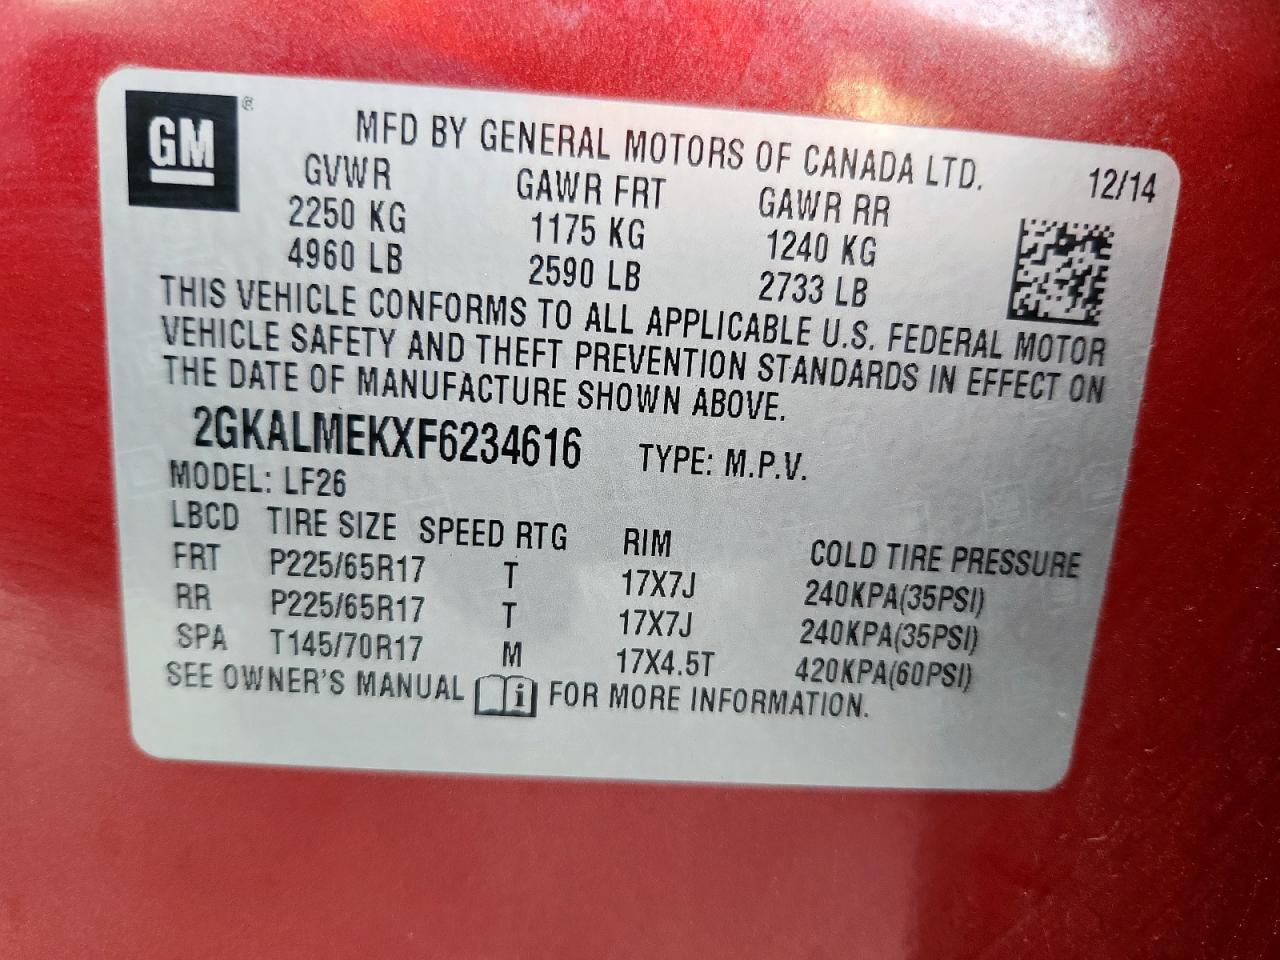 GM ®
MFD BY GENERAL MOTORS OF CANADA LTD.
12/14
GVWR GAWR FRT GAWR RR
2250 KG 1175 KG 1240 KG
4960 LB 2590 LB 2733 LB
THIS VEHICLE CONFORMS TO ALL APPLICABLE U.S. FEDERAL MOTOR
VEHICLE SAFETY AND THEFT PREVENTION STANDARDS IN EFFECT ON
THE DATE OF MANUFACTURE SHOWN ABOVE.
2GKALMEKXF6234616 TYPE: M.P.V.
MODEL: LF26
LBCD TIRE SIZE SPEED RTG RIM COLD TIRE PRESSURE
FRT P225/65R17 T 17X7J 240KPA(35PSI)
RR P225/65R17 T 17X7J 240KPA(35PSI)
SPA T145/70R17 M 17X4.5T 420KPA(60PSI)
SEE OWNER'S MANUAL i FOR MORE INFORMATION.